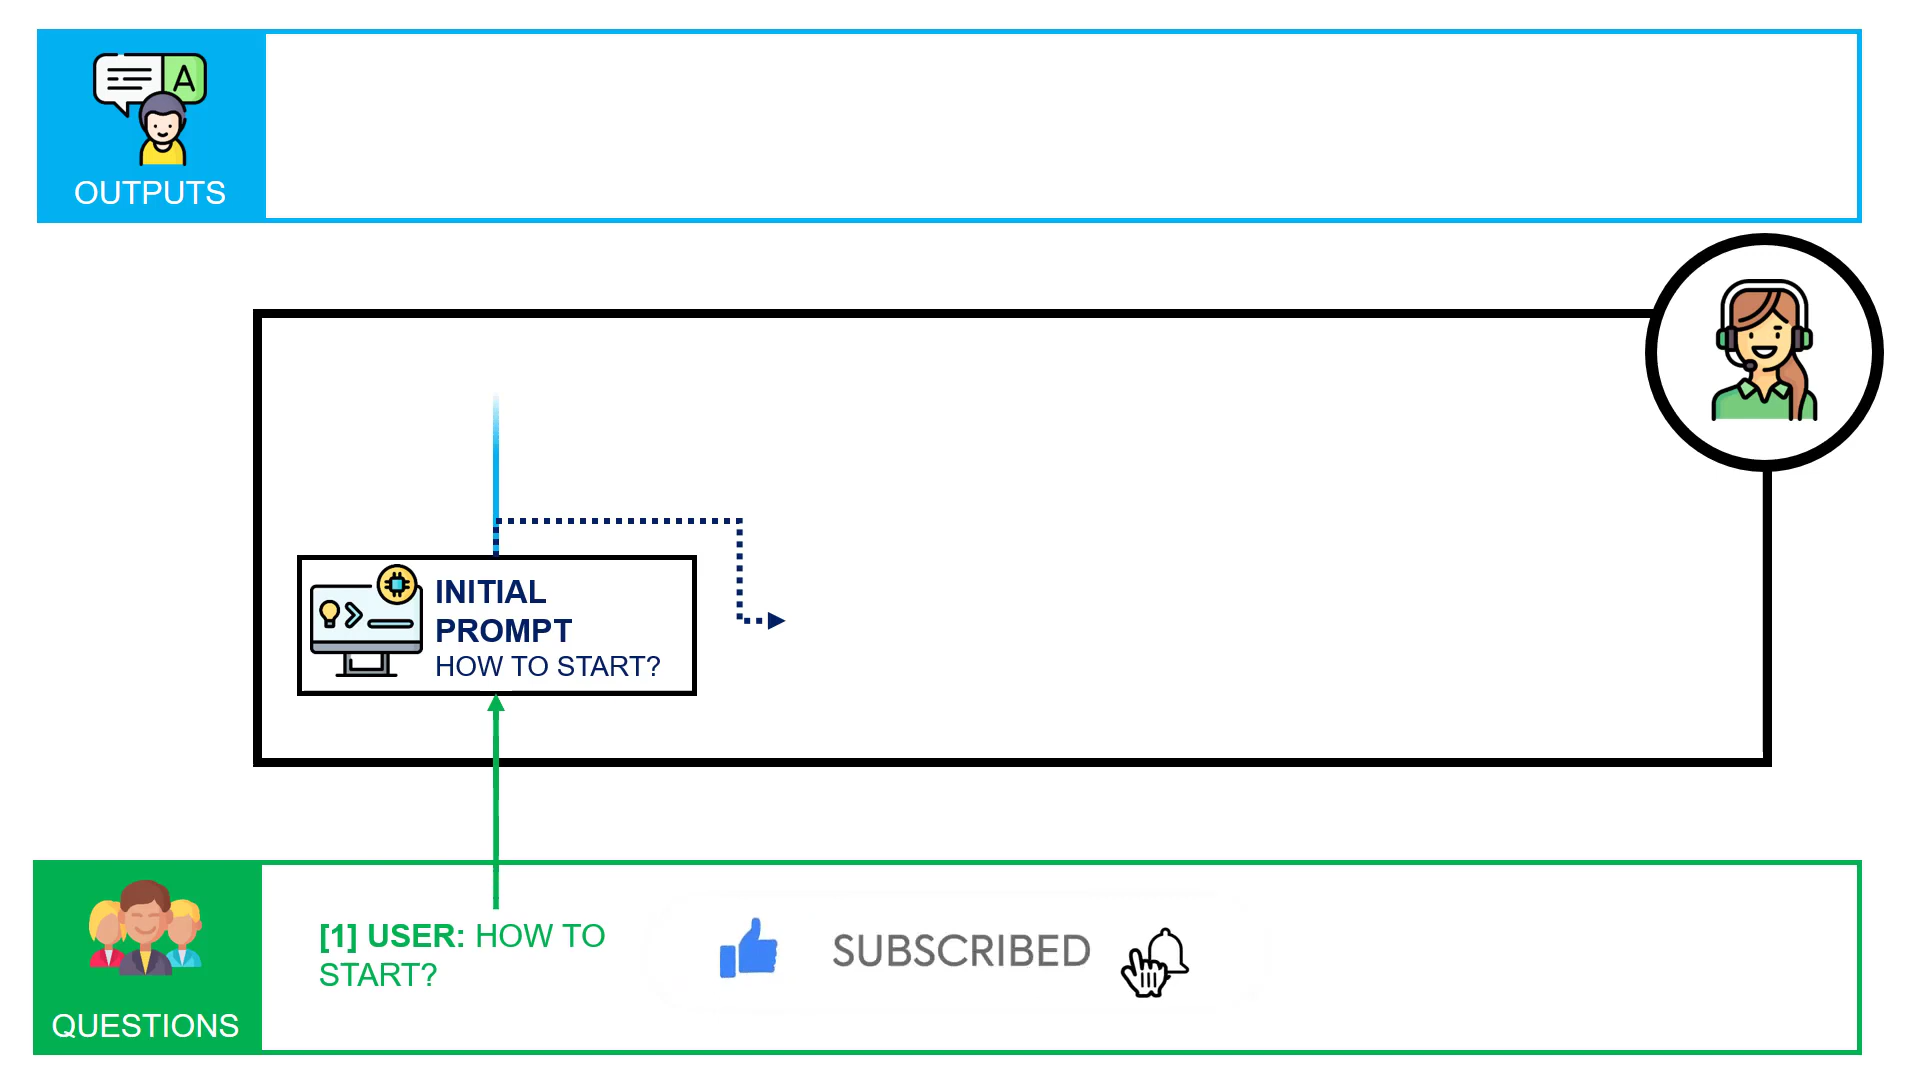 A
OUTPUTS
INITIAL
PROMPT
HOW TO START?
[1] USER: HOW TO
START?
SUBSCRIBED
QUESTIONS